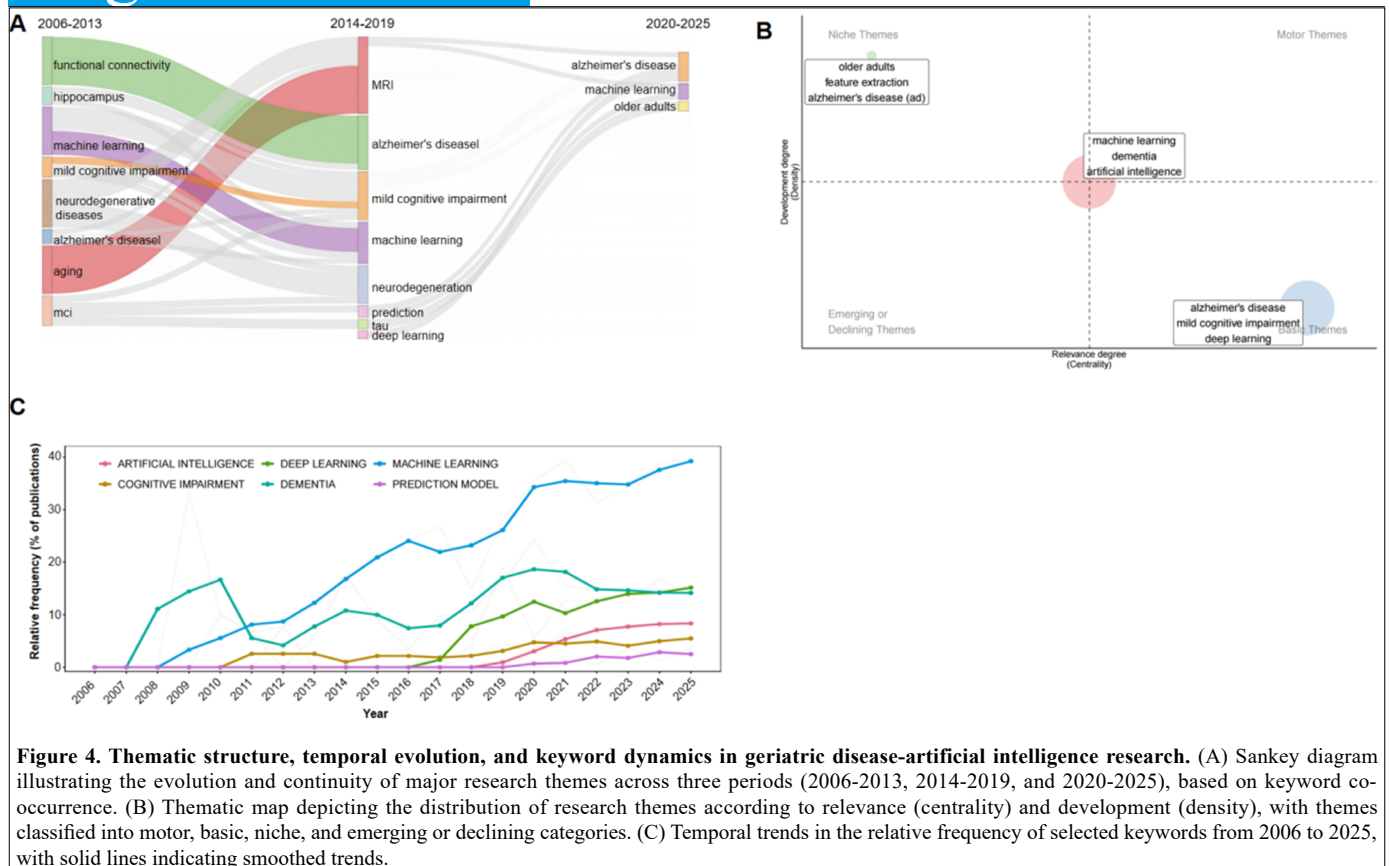 A
2006-2013
2014-2019
2020-2025
functional connectivity
hippocampus
machine learning
mild cognitive impairment
neurodegenerative
diseases
alzheimer's diseasel
aging
mci
MRI
alzheimer's diseasel
mild cognitive impairment
machine learning
neurodegeneration
prediction
tau
deep learning
alzheimer's disease
machine learning
older adults
B
Niche Themes
Motor Themes
older adults
feature extraction
alzheimer's disease (ad)
machine learning
dementia
artificial intelligence
Development degree
(Density)
Emerging or
Declining Themes
alzheimer's disease
mild cognitive impairment
deep learning
Basic Themes
Relevance degree
(Centrality)
C
Relative frequency (% of publications)
40
30
20
10
0
ARTIFICIAL INTELLIGENCE DEEP LEARNING MACHINE LEARNING
COGNITIVE IMPAIRMENT DEMENTIA PREDICTION MODEL
2006 2007 2008 2009 2010 2011 2012 2013 2014 2015 2016 2017 2018 2019 2020 2021 2022 2023 2024 2025
Year
Figure 4. Thematic structure, temporal evolution, and keyword dynamics in geriatric disease-artificial intelligence research. (A) Sankey diagram
illustrating the evolution and continuity of major research themes across three periods (2006-2013, 2014-2019, and 2020-2025), based on keyword co-
occurrence. (B) Thematic map depicting the distribution of research themes according to relevance (centrality) and development (density), with themes
classified into motor, basic, niche, and emerging or declining categories. (C) Temporal trends in the relative frequency of selected keywords from 2006 to 2025,
with solid lines indicating smoothed trends.